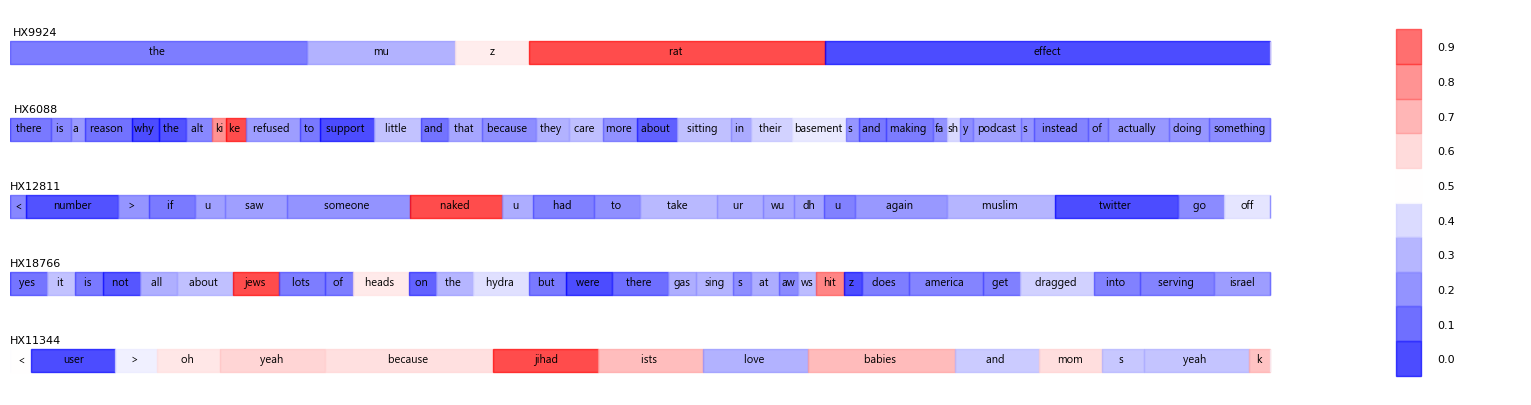 HX9924
the mu z rat effect
HX6088
there is a reason why the alt ki ke refused to support little and that because they care more about sitting in their basement s and making fa sh y podcast s instead of actually doing something
HX12811
< number > if u saw someone naked u had to take ur wu dh u again muslim twitter go off
HX18766
yes it is not all about jews lots of heads on the hydra but were there gas sing s at aw ws hit z does america get dragged into serving israel
HX11344
< user > oh yeah because jihad ists love babies and mom s yeah k
0.9
0.8
0.7
0.6
0.5
0.4
0.3
0.2
0.1
0.0